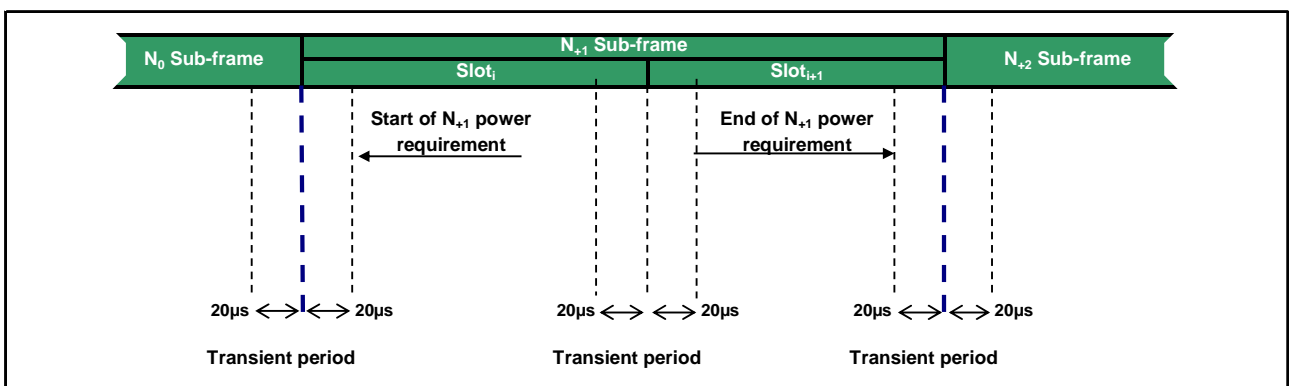 N+1 Sub-frame
N0 Sub-frame
N+2 Sub-frame
Sloti
Sloti+1
Start of N+1 power
requirement
End of N+1 power
requirement
20µs
20µs
20µs
20µs
20µs
20µs
Transient period
Transient period
Transient period